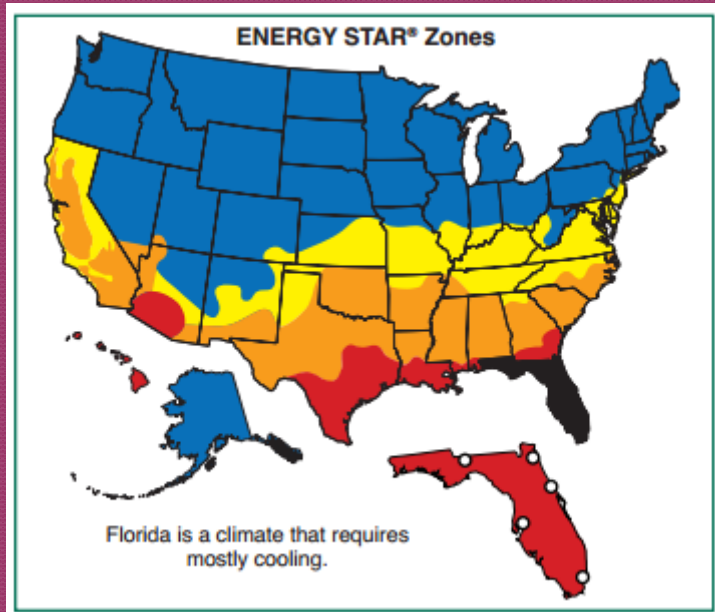 ENERGY STAR® Zones
Florida is a climate that requires
mostly cooling.